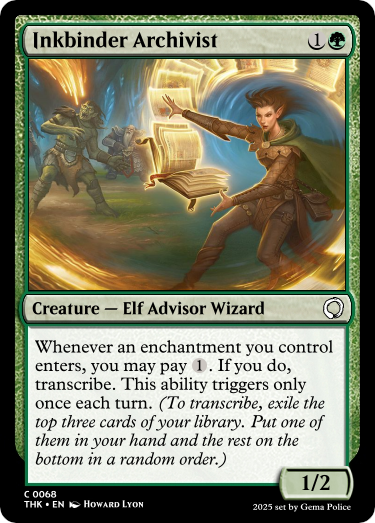 Inkbinder Archivist 1
Creature — Elf Advisor Wizard
Whenever an enchantment you control
enters, you may pay 1. If you do,
transcribe. This ability triggers only
once each turn. (To transcribe, exile the
top three cards of your library. Put one
of them in your hand and the rest on the
bottom in a random order.)
1/2
C 0068
THK • EN Howard Lyon
2025 set by Gema Police